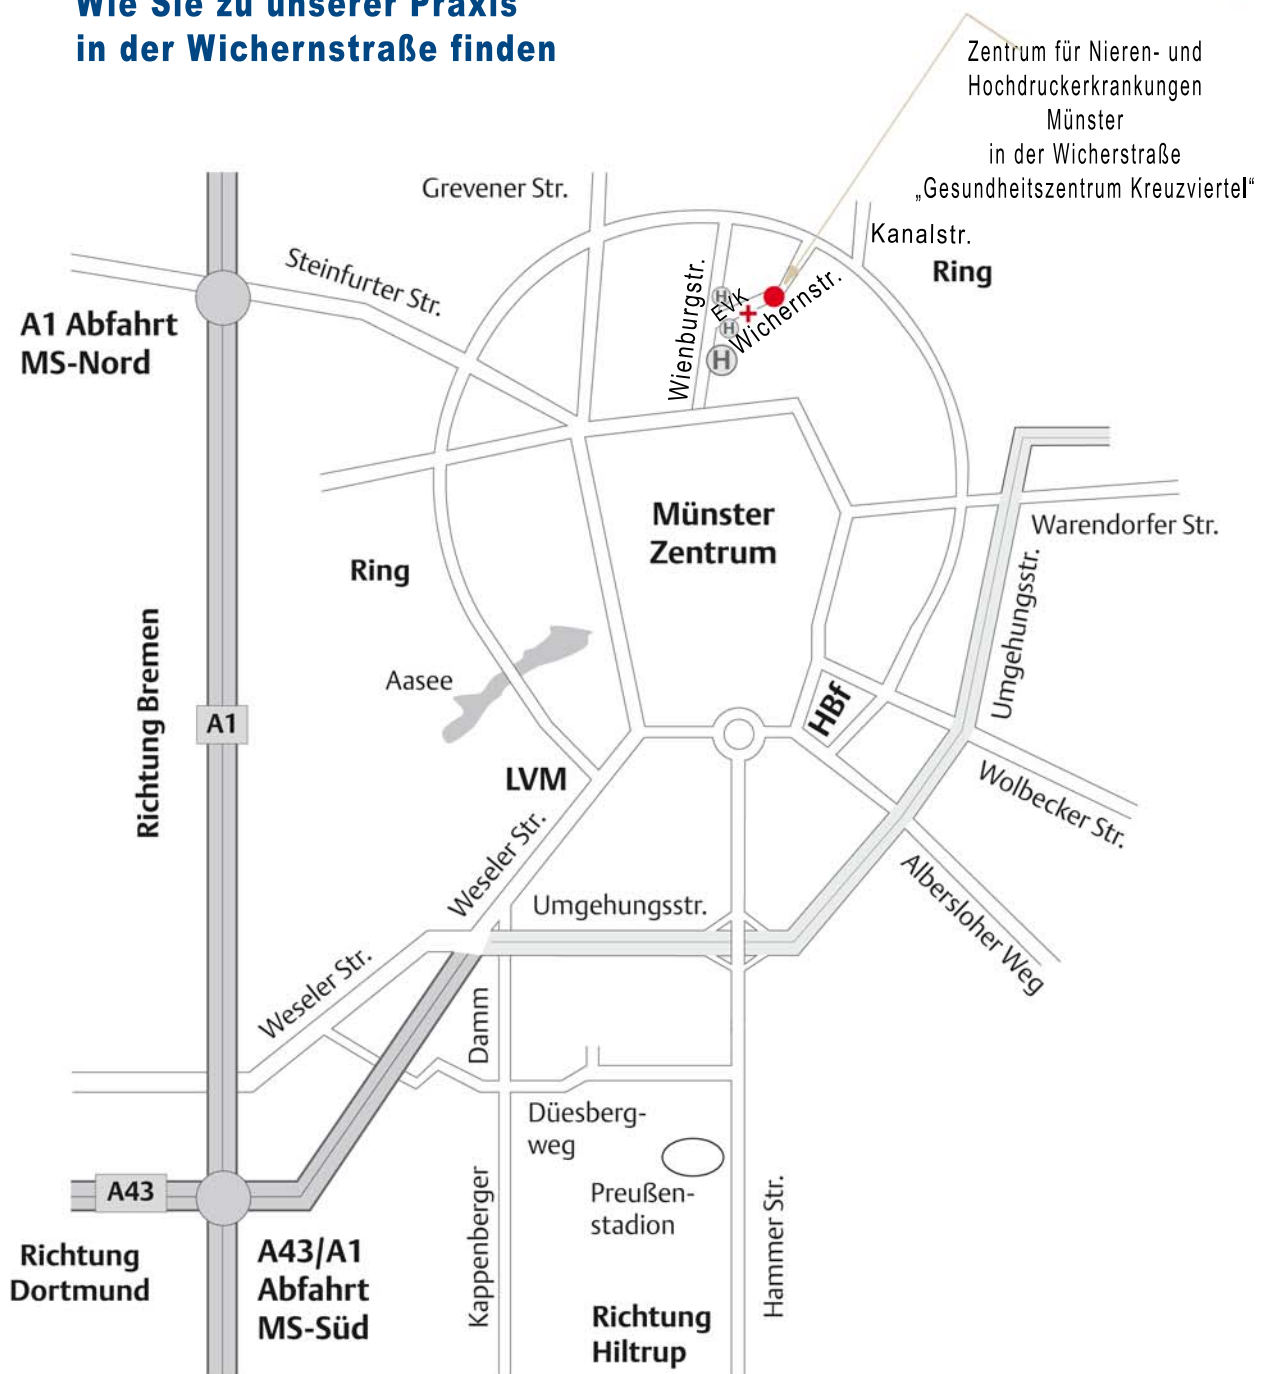 Wie Sie zu unserer Praxis
in der Wichernstraße finden
Zentrum für Nieren- und
Hochdruckerkrankungen
Münster
in der Wicherstraße
„Gesundheitszentrum Kreuzviertel“
Grevener Str.
Kanalstr.
Ring
Steinfurter Str.
A1 Abfahrt
MS-Nord
Wienburgstr.
H
EVK
H
Wichernstr.
H
Münster
Zentrum
Warendorfer Str.
Ring
Umgehungsstr.
Richtung Bremen
Aasee
A1
HBf
LVM
Wolbecker Str.
Weseler Str.
Albersloher Weg
Umgehungsstr.
Weseler Str.
Damm
Düesberg-
weg
A43
Preußen-
stadion
Kappenberger
Hammer Str.
Richtung
Dortmund
A43/A1
Abfahrt
MS-Süd
Richtung
Hiltrup